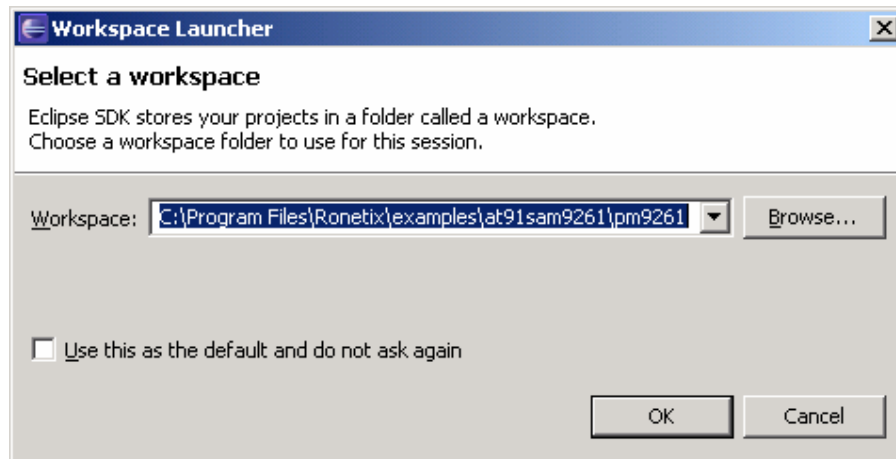 Workspace Launcher
Select a workspace
Eclipse SDK stores your projects in a folder called a workspace.
Choose a workspace folder to use for this session.
Workspace: C:\Program Files\Ronetix\examples\at91sam9261\pm9261 Browse...
Use this as the default and do not ask again
OK Cancel